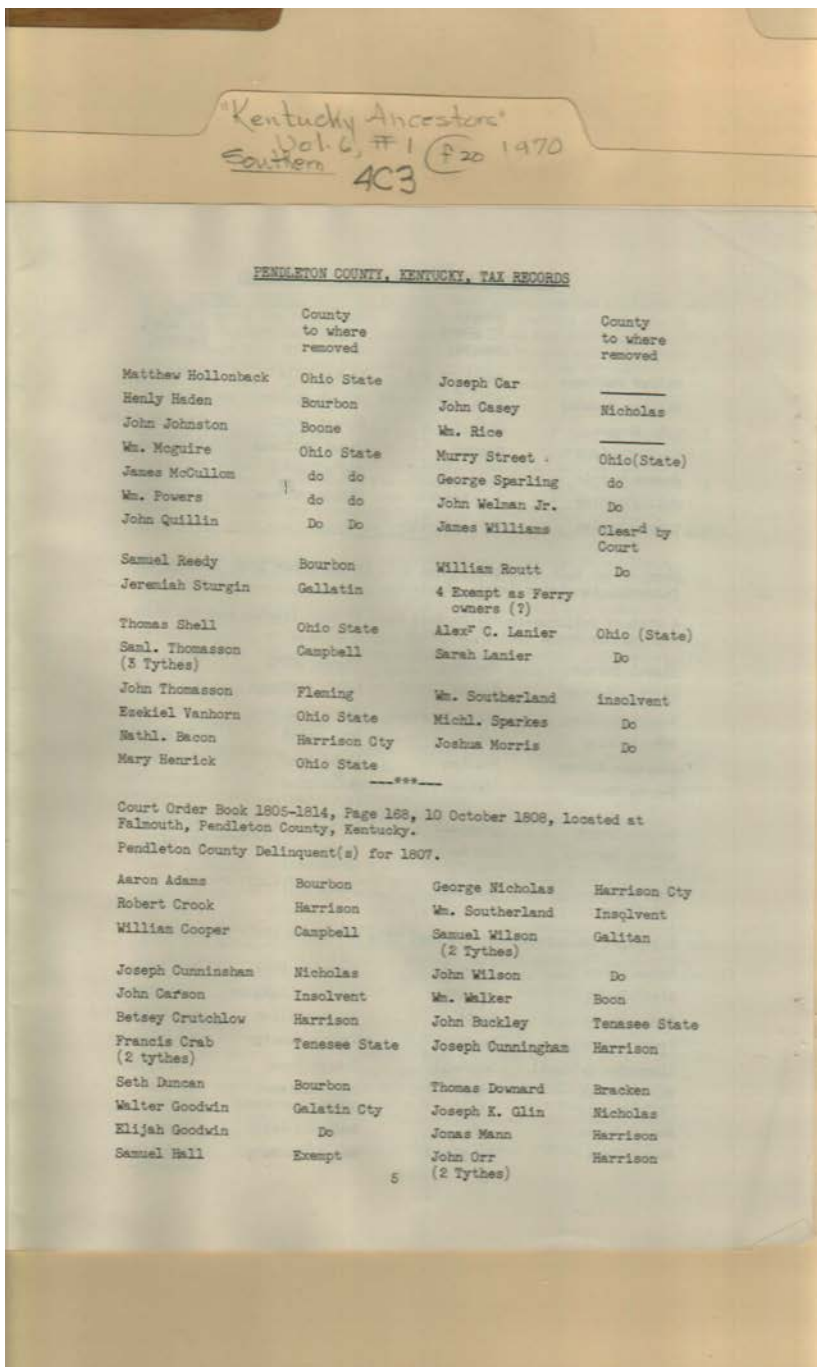 "Kentucky Ancestors"
Vol. 6, #1 F20 1970
Southern 4C3
PENDLETON COUNTY, KENTUCKY, TAX RECORDS
County to where removed County to where removed
Matthew Hollonback Ohio State Joseph Car
Henly Haden Bourbon John Casey Nicholas
John Johnston Boone Wm. Rice
Wm. Mcguire Ohio State Murry Street Ohio(State)
James McCullom do do George Sparling do
Wm. Powers do do John Welman Jr. Do
John Quillin Do Do James Williams Clear^d by Court
Samuel Reedy Bourbon William Routt Do
Jeremiah Sturgin Gallatin 4 Exempt as Ferry owners (?)
Thomas Shell Ohio State Alex^r C. Lanier Ohio (State)
Saml. Thomasson (3 Tythes) Campbell Sarah Lanier Do
John Thomasson Fleming Wm. Southerland insolvent
Ezekiel Vanhorn Ohio State Michl. Sparkes Do
Nathl. Bacon Harrison Cty Joshua Morris Do
Mary Henrick Ohio State
---***---
Court Order Book 1805-1814, Page 168, 10 October 1808, located at
Falmouth, Pendleton County, Kentucky.
Pendleton County Delinquent(s) for 1807.
Aaron Adams Bourbon George Nicholas Harrison Cty
Robert Crook Harrison Wm. Southerland Insolvent
William Cooper Campbell Samuel Wilson (2 Tythes) Galitan
Joseph Cunninsham Nicholas John Wilson Do
John Carson Insolvent Wm. Walker Boon
Betsey Crutchlow Harrison John Buckley Tenasee State
Francis Crab (2 tythes) Tenesee State Joseph Cunningham Harrison
Seth Duncan Bourbon Thomas Downard Bracken
Walter Goodwin Galatin Cty Joseph K. Glin Nicholas
Elijah Goodwin Do Jonas Mann Harrison
Samuel Hall Exempt John Orr (2 Tythes) Harrison
5